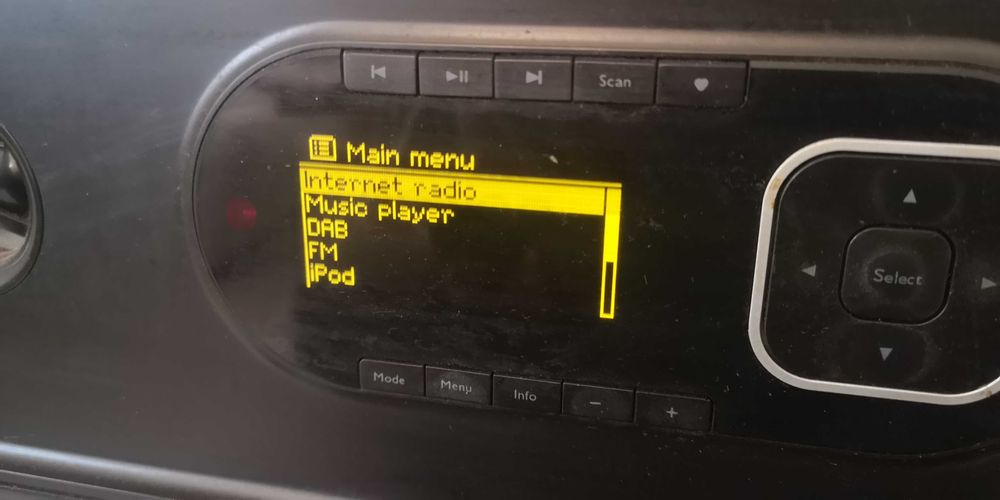 Scan
Main menu
Internet radio
Music player
DAB
FM
iPod
Select
Mode
Menu
Info